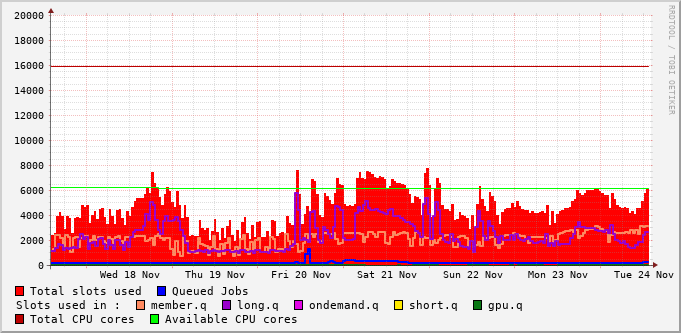 20000
18000
16000
14000
12000
10000
8000
6000
4000
2000
0
Wed 18 Nov Thu 19 Nov Fri 20 Nov Sat 21 Nov Sun 22 Nov Mon 23 Nov Tue 24 Nov
Total slots used Queued Jobs
Slots used in : member.q long.q ondemand.q short.q gpu.q
Total CPU cores Available CPU cores
RRDTOOL / TOBI OETIKER